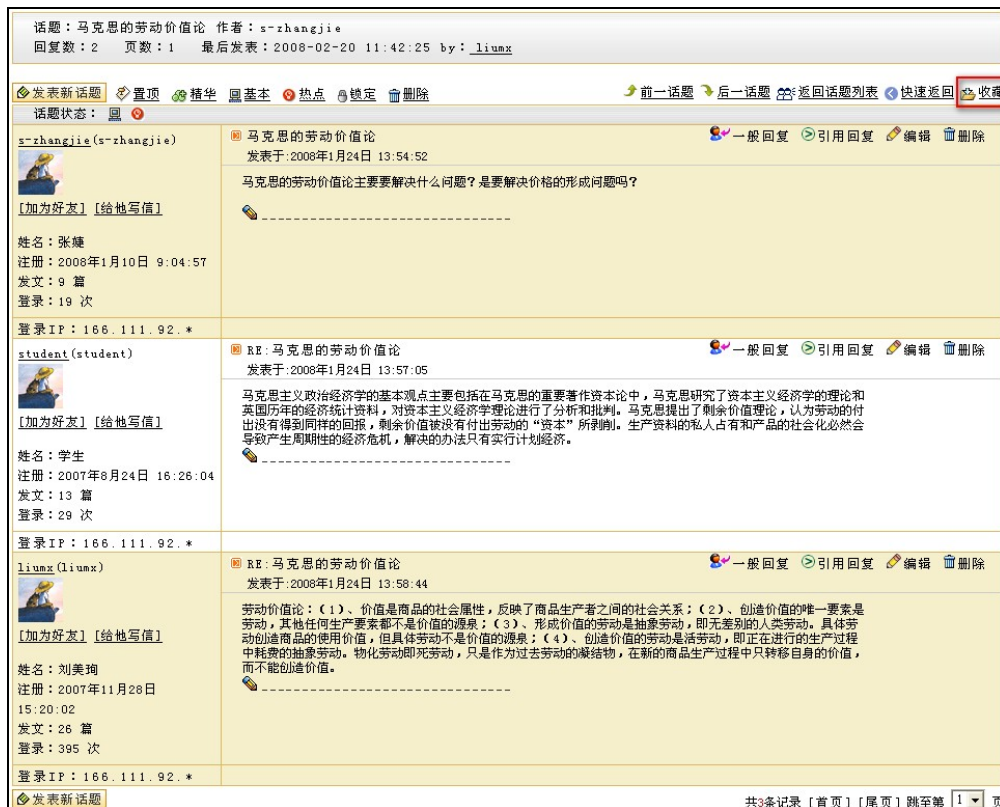 话题：马克思的劳动价值论 作者：s-zhangjie
回复数：2 页数：1 最后发表：2008-02-20 11:42:25 by: liumx
发表新话题 置顶 精华 基本 热点 锁定 删除 前一话题 后一话题 返回话题列表 快速返回 收藏
话题状态：
s-zhangjie(s-zhangjie)
[加为好友] [给他写信]
姓名：张婕
注册：2008年1月10日 9:04:57
发文：9 篇
登录：19 次
登录IP：166.111.92.*
马克思的劳动价值论 一般回复 引用回复 编辑 删除
发表于:2008年1月24日 13:54:52
马克思的劳动价值论主要要解决什么问题？是要解决价格的形成问题吗？
student(student)
[加为好友] [给他写信]
姓名：学生
注册：2007年8月24日 16:26:04
发文：13 篇
登录：29 次
登录IP：166.111.92.*
RE:马克思的劳动价值论 一般回复 引用回复 编辑 删除
发表于:2008年1月24日 13:57:05
马克思主义政治经济学的基本观点主要包括在马克思的重要著作资本论中，马克思研究了资本主义经济学的理论和
英国历年的经济统计资料，对资本主义经济学理论进行了分析和批判。马克思提出了剩余价值理论，认为劳动的付
出没有得到同样的回报，剩余价值被没有付出劳动的“资本”所剥削。生产资料的私人占有和产品的社会化必然会
导致产生周期性的经济危机，解决的办法只有实行计划经济。
liumx(liumx)
[加为好友] [给他写信]
姓名：刘美珣
注册：2007年11月28日
15:20:02
发文：26 篇
登录：395 次
登录IP：166.111.92.*
RE:马克思的劳动价值论 一般回复 引用回复 编辑 删除
发表于:2008年1月24日 13:58:44
劳动价值论：（1）、价值是商品的社会属性，反映了商品生产者之间的社会关系；（2）、创造价值的唯一要素是
劳动，其他任何生产要素都不是价值的源泉；（3）、形成价值的劳动是抽象劳动，即无差别的人类劳动。具体劳
动创造商品的使用价值，但具体劳动不是价值的源泉；（4）、创造价值的劳动是活劳动，即正在进行的生产过程
中耗费的抽象劳动。物化劳动即死劳动，只是作为过去劳动的凝结物，在新的商品生产过程中只转移自身的价值，
而不能创造价值。
发表新话题 共3条记录 [首页] [尾页] 跳至第 1 页